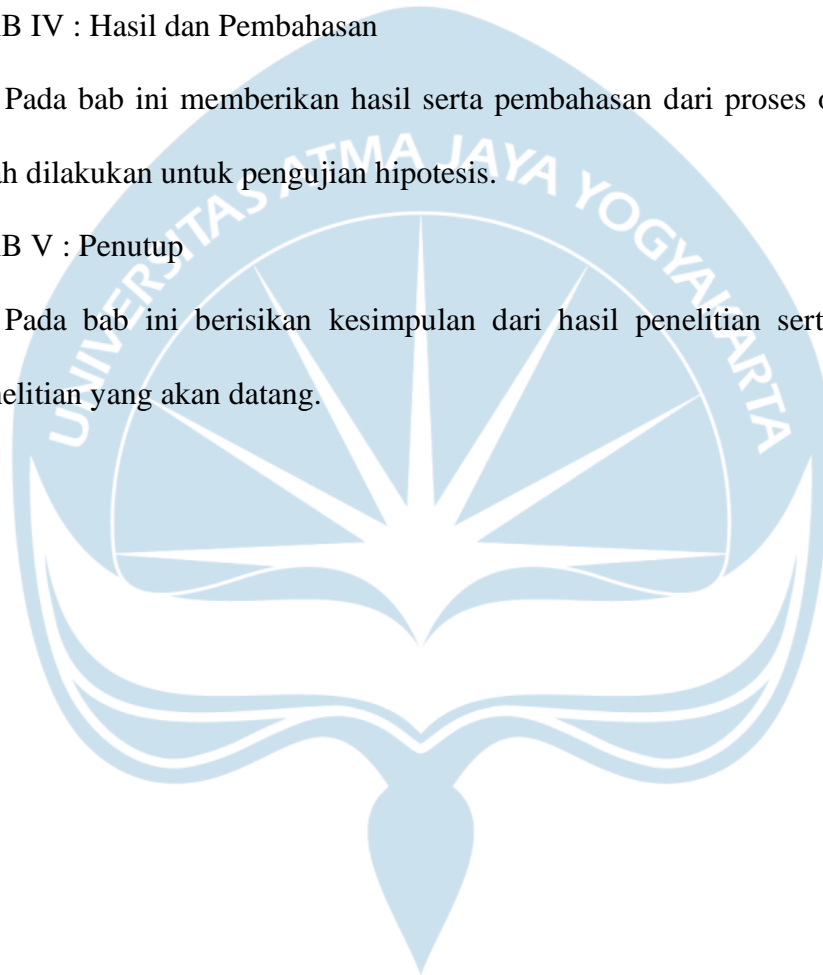 B IV : Hasil dan Pembahasan
Pada bab ini memberikan hasil serta pembahasan dari proses
ah dilakukan untuk pengujian hipotesis.
UNIVERSITAS ATMA JAYA YOGYAKARTA
B V : Penutup
Pada bab ini berisikan kesimpulan dari hasil penelitian sert
elitian yang akan datang.